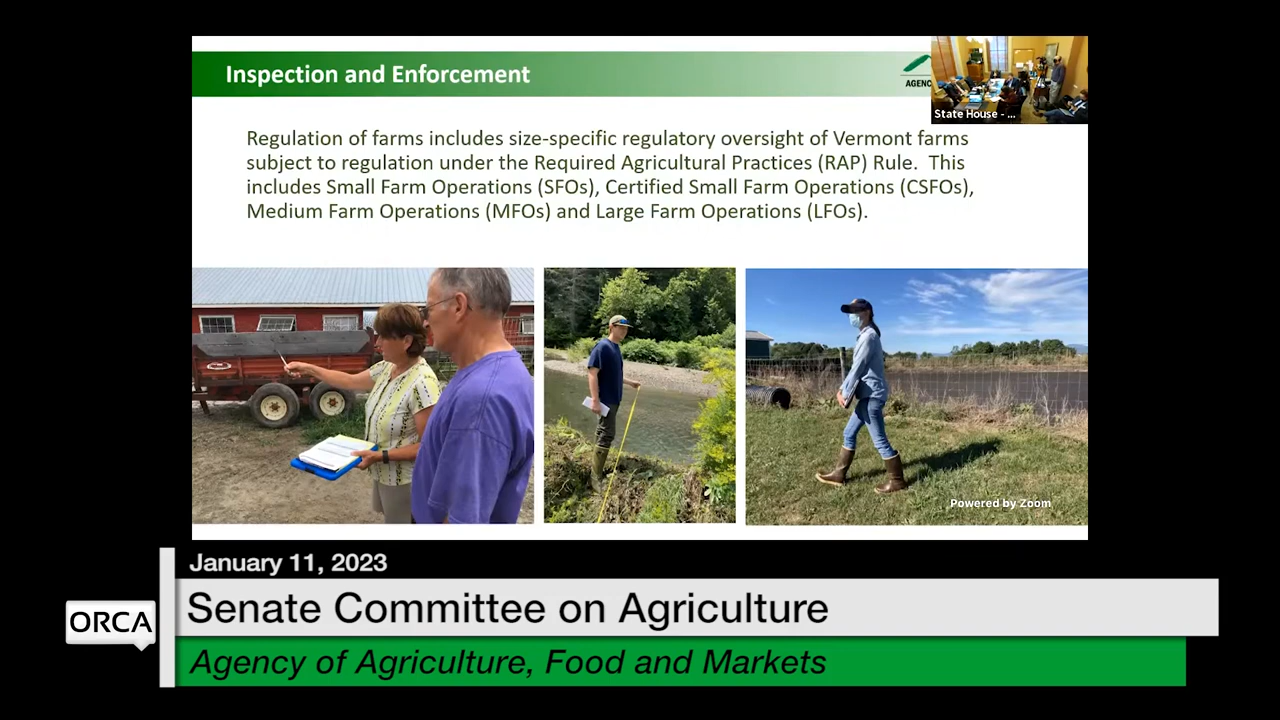 Inspection and Enforcement
AGENC
State House - ...
Regulation of farms includes size-specific regulatory oversight of Vermont farms
subject to regulation under the Required Agricultural Practices (RAP) Rule. This
includes Small Farm Operations (SFOs), Certified Small Farm Operations (CSFOs),
Medium Farm Operations (MFOs) and Large Farm Operations (LFOs).
Powered by Zoom
January 11, 2023
ORCA
Senate Committee on Agriculture
Agency of Agriculture, Food and Markets